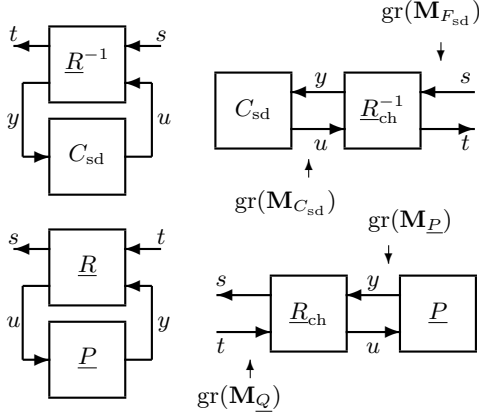 gr(M_{F_sd})
t s
R^{-1}
y u
C_sd
y s
C_sd R_ch^{-1}
u t
gr(M_{C_sd})
gr(M_P)
s t
R
u y
P
s y
R_ch P
t u
gr(M_Q)